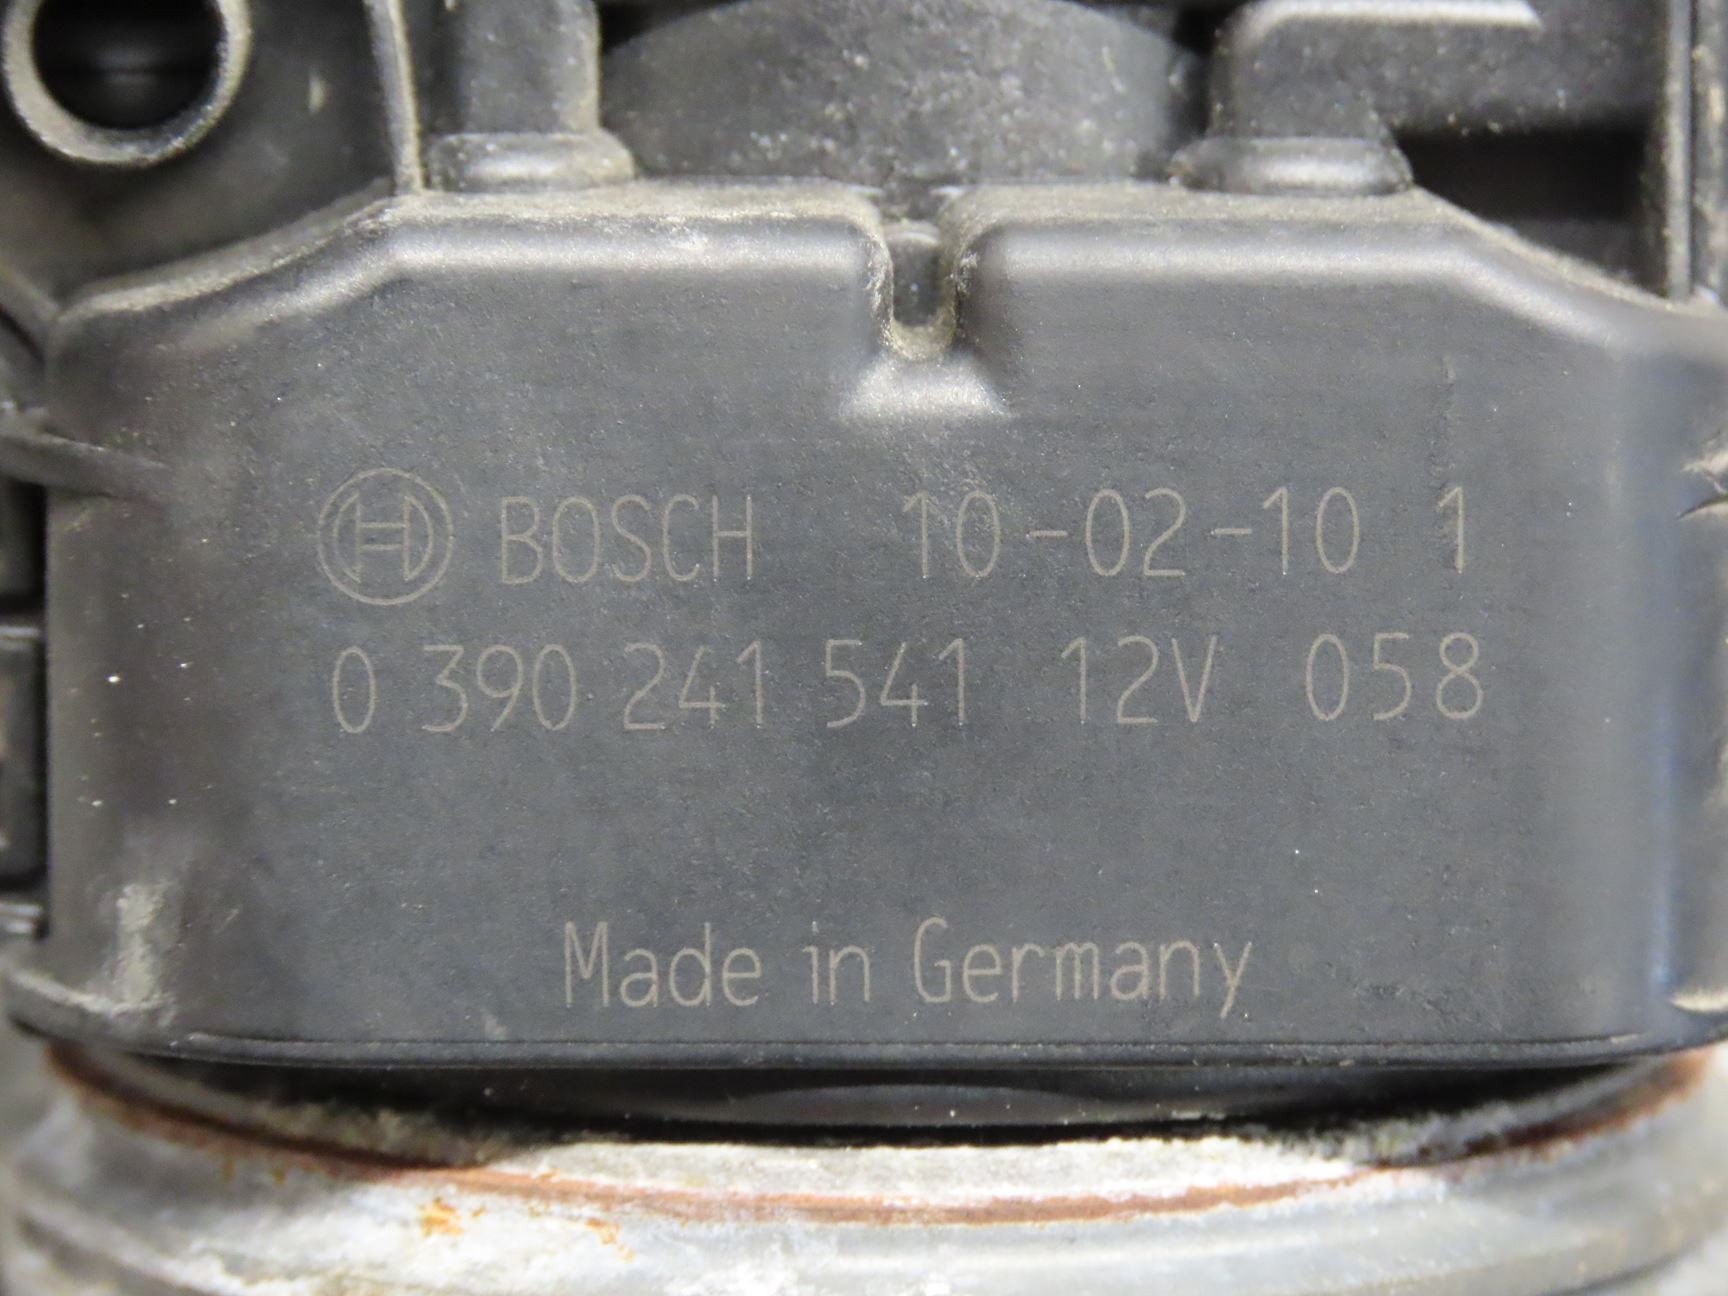 BOSCH 10-02-10 1
0 390 241 541 12V 058
Made in Germany